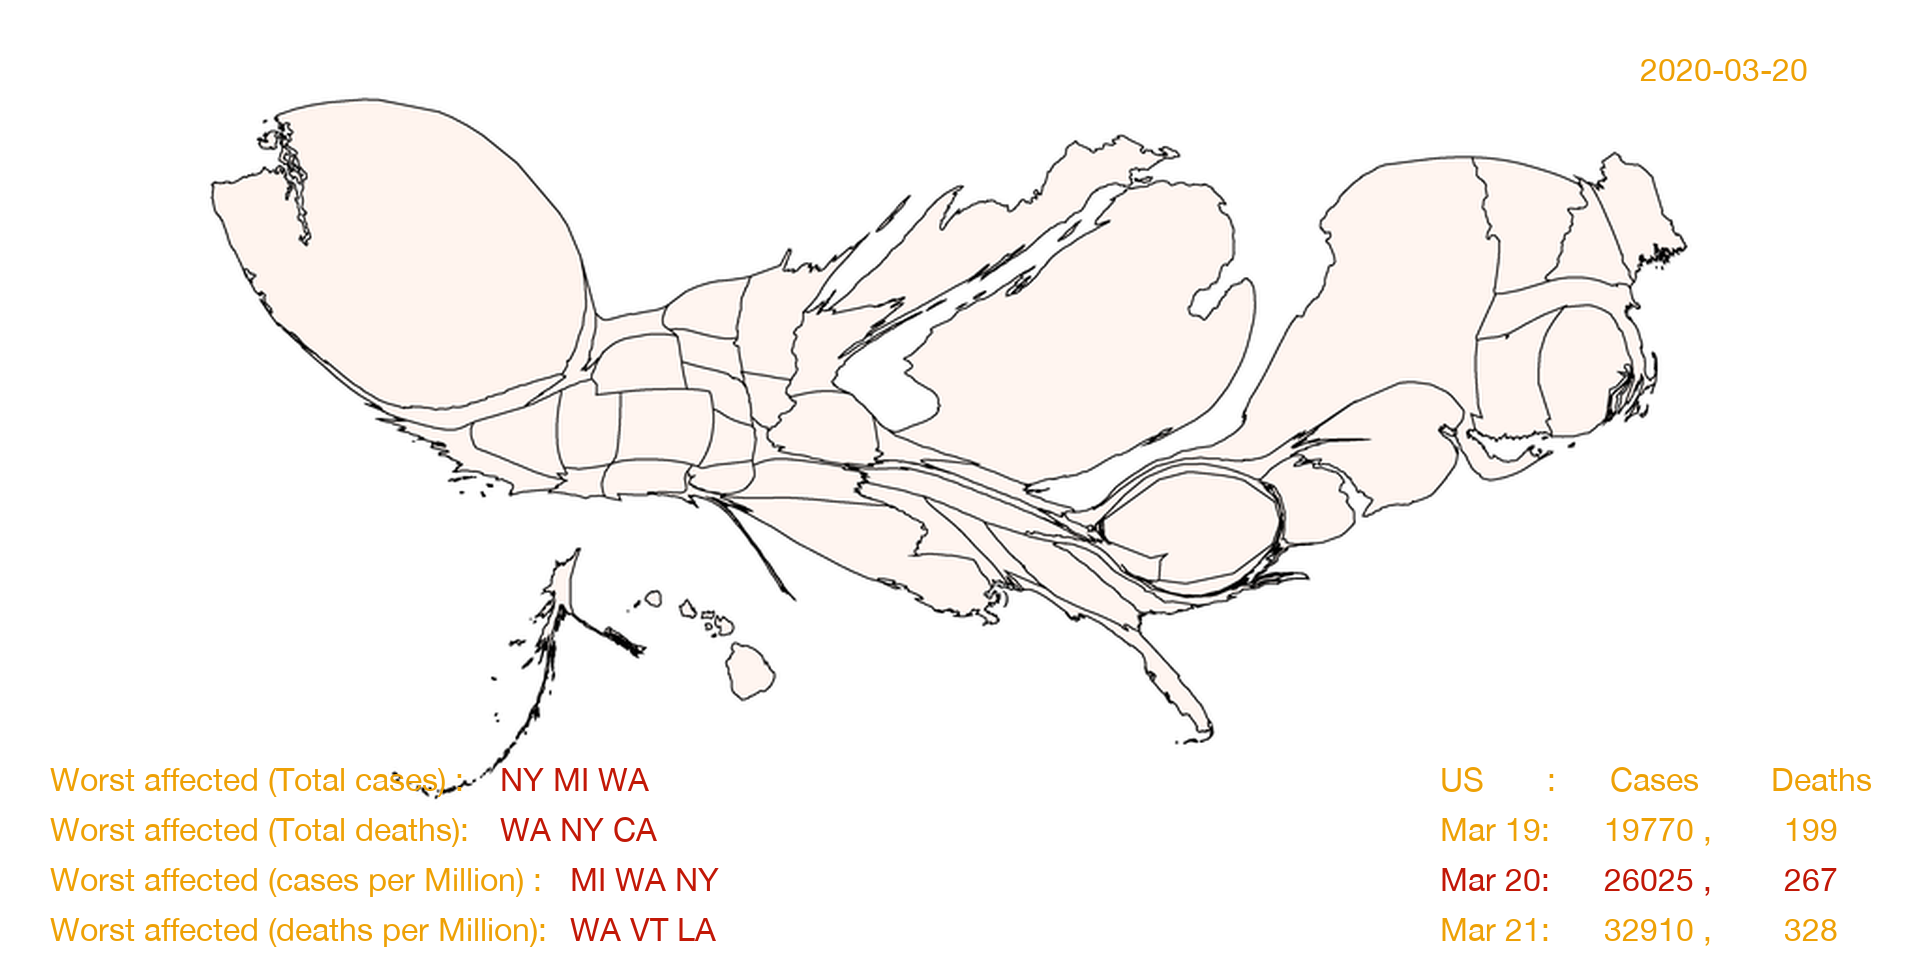 2020-03-20
Worst affected (Total cases) : NY MI WA
Worst affected (Total deaths): WA NY CA
Worst affected (cases per Million) : MI WA NY
Worst affected (deaths per Million): WA VT LA
US : Cases Deaths
Mar 19: 19770 , 199
Mar 20: 26025 , 267
Mar 21: 32910 , 328